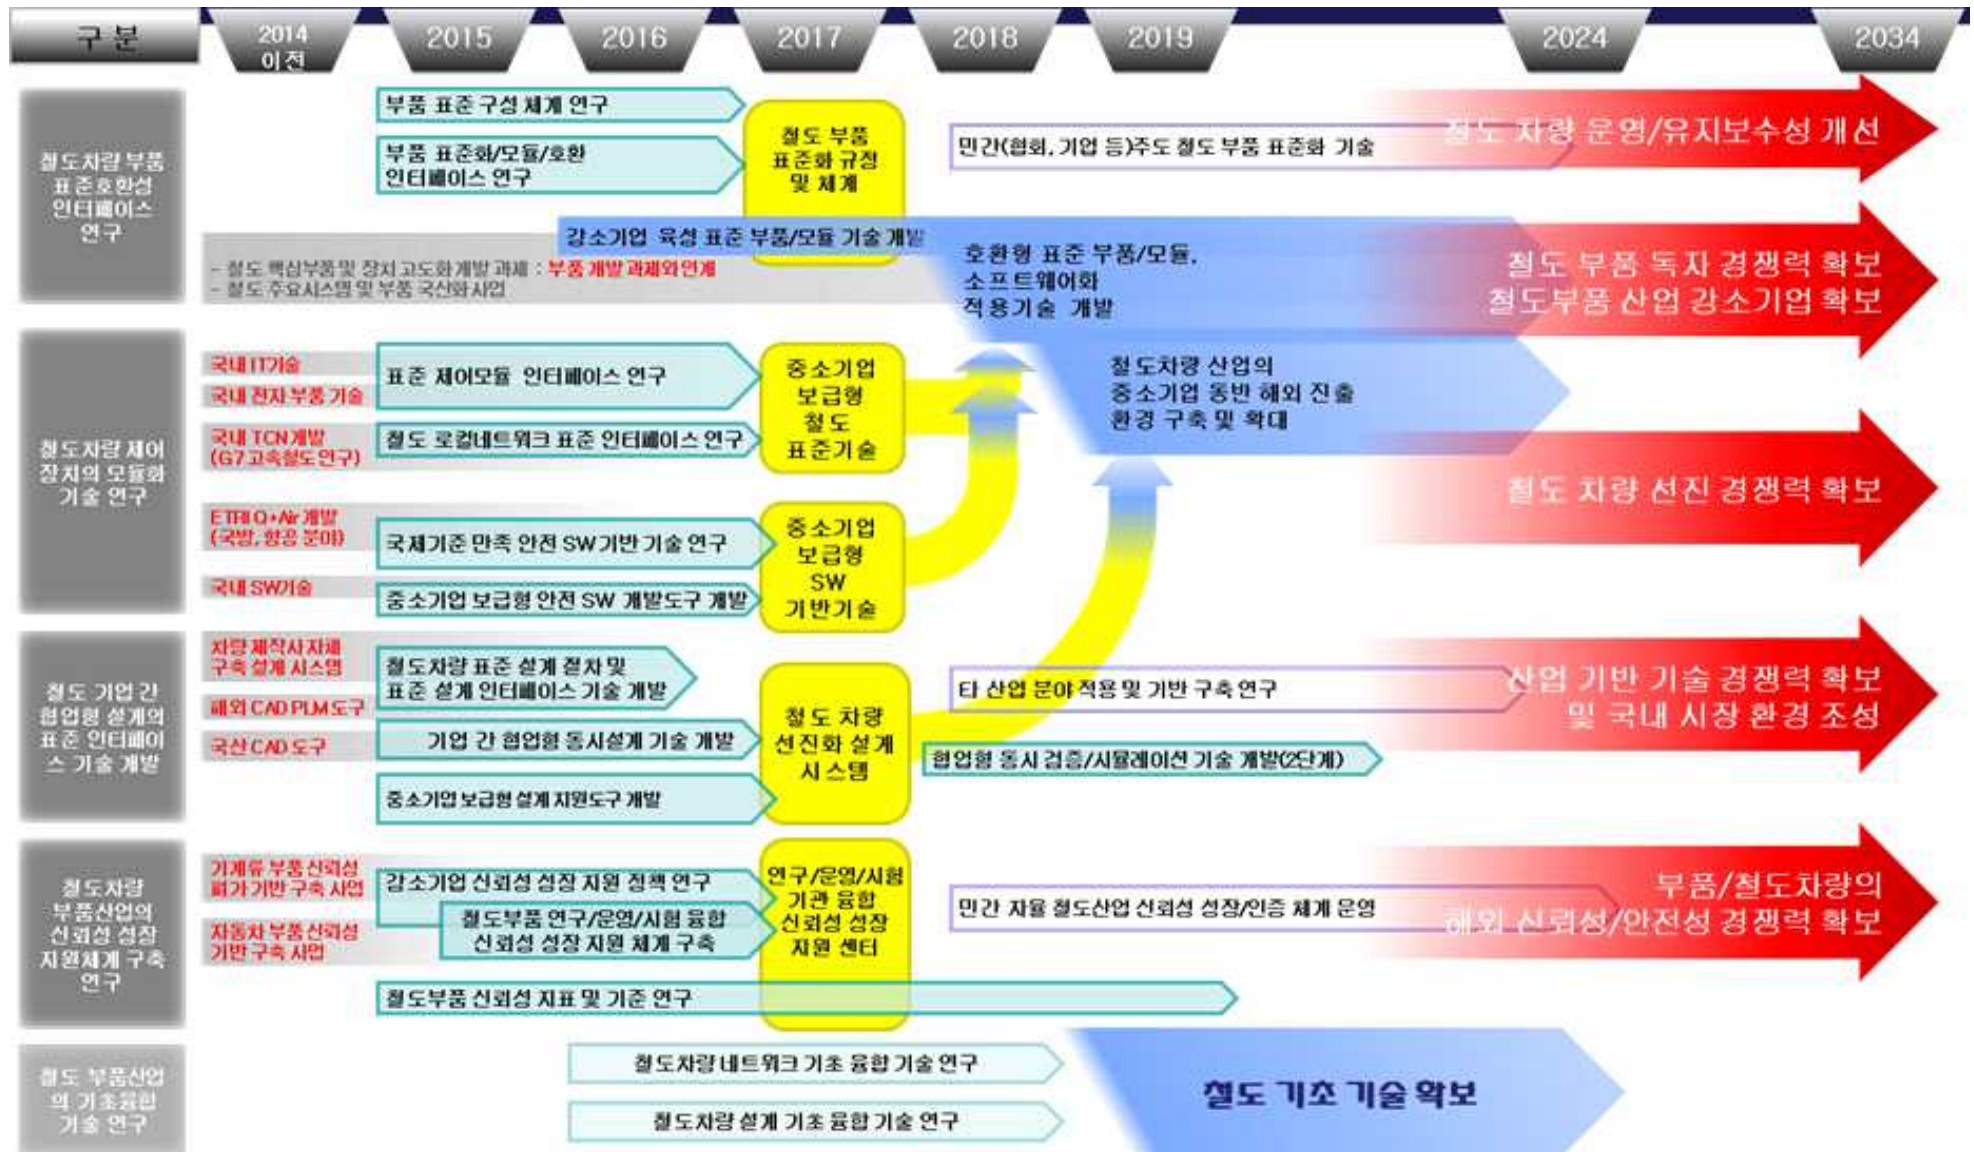 구 분
2014
이전
2015
2016
2017
2018
2019
2024
2034
철도차량 부품
표준호환성
인터페이스
연구
부품 표준 구성 체계 연구
부품 표준화/모듈/호환
인터페이스 연구
철도 부품
표준화 규정
및 체계
민간(협회, 기업 등)주도 철도 부품 표준화 기술
철도 차량 운영/유지보수성 개선
강소기업 육성 표준 부품/모듈 기술 개발
- 철도 핵심부품 및 장치 고도화 개발 과제 : 부품 개발 과제와 연계
- 철도 주요시스템 및 부품 국산화 사업
호환형 표준 부품/모듈,
소프트웨어화
적용기술 개발
철도 부품 독자 경쟁력 확보
철도부품 산업 강소기업 확보
철도차량 제어
장치의 모듈화
기술 연구
국내 IT기술
국내 전자 부품 기술
표준 제어모듈 인터페이스 연구
국내 TCN 개발
(G7 고속철도 연구)
철도 로컬네트워크 표준 인터페이스 연구
중소기업
보급형
철도
표준기술
철도차량 산업의
중소기업 동반 해외 진출
환경 구축 및 확대
철도 차량 선진 경쟁력 확보
ETRI Q+Air 개발
(국방, 항공 분야)
국제기준 만족 안전 SW 기반 기술 연구
국내 SW기술
중소기업 보급형 안전 SW 개발도구 개발
중소기업
보급형
SW
기반기술
철도 기업 간
협업형 설계의
표준 인터페이
스 기술 개발
차량 제작사 자체
구축 설계 시스템
해외 CAD PLM 도구
국산 CAD 도구
철도차량 표준 설계 절차 및
표준 설계 인터페이스 기술 개발
기업 간 협업형 동시설계 기술 개발
중소기업 보급형 설계 지원도구 개발
철도 차량
선진화 설계
시스템
타 산업 분야 적용 및 기반 구축 연구
협업형 동시 검증/시뮬레이션 기술 개발(2단계)
산업 기반 기술 경쟁력 확보
및 국내 시장 환경 조성
철도차량
부품산업의
신뢰성 성장
지원체계 구축
연구
기계류 부품 신뢰성
평가 기반 구축 사업
자동차 부품 신뢰성
기반 구축 사업
강소기업 신뢰성 성장 지원 정책 연구
철도부품 연구/운영/시험 융합
신뢰성 성장 지원 체계 구축
철도부품 신뢰성 지표 및 기준 연구
연구/운영/시험
기관 융합
신뢰성 성장
지원 센터
민간 자율 철도산업 신뢰성 성장/인증 체계 운영
부품/철도차량의
해외 신뢰성/안전성 경쟁력 확보
철도 부품산업
의 기초융합
기술 연구
철도차량 네트워크 기초 융합 기술 연구
철도차량 설계 기초 융합 기술 연구
철도 기초 기술 확보